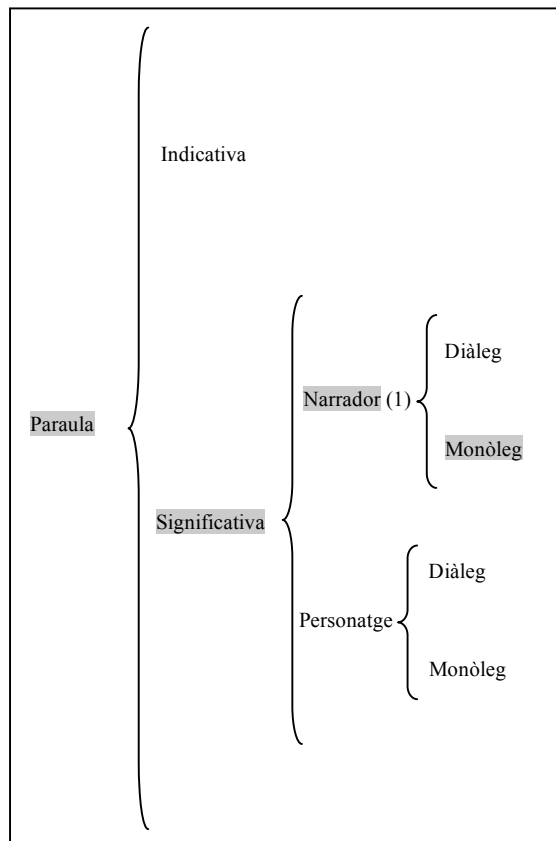 Indicativa
Diàleg
Narrador (1)
Paraula
Monòleg
Significativa
Diàleg
Personatge
Monòleg